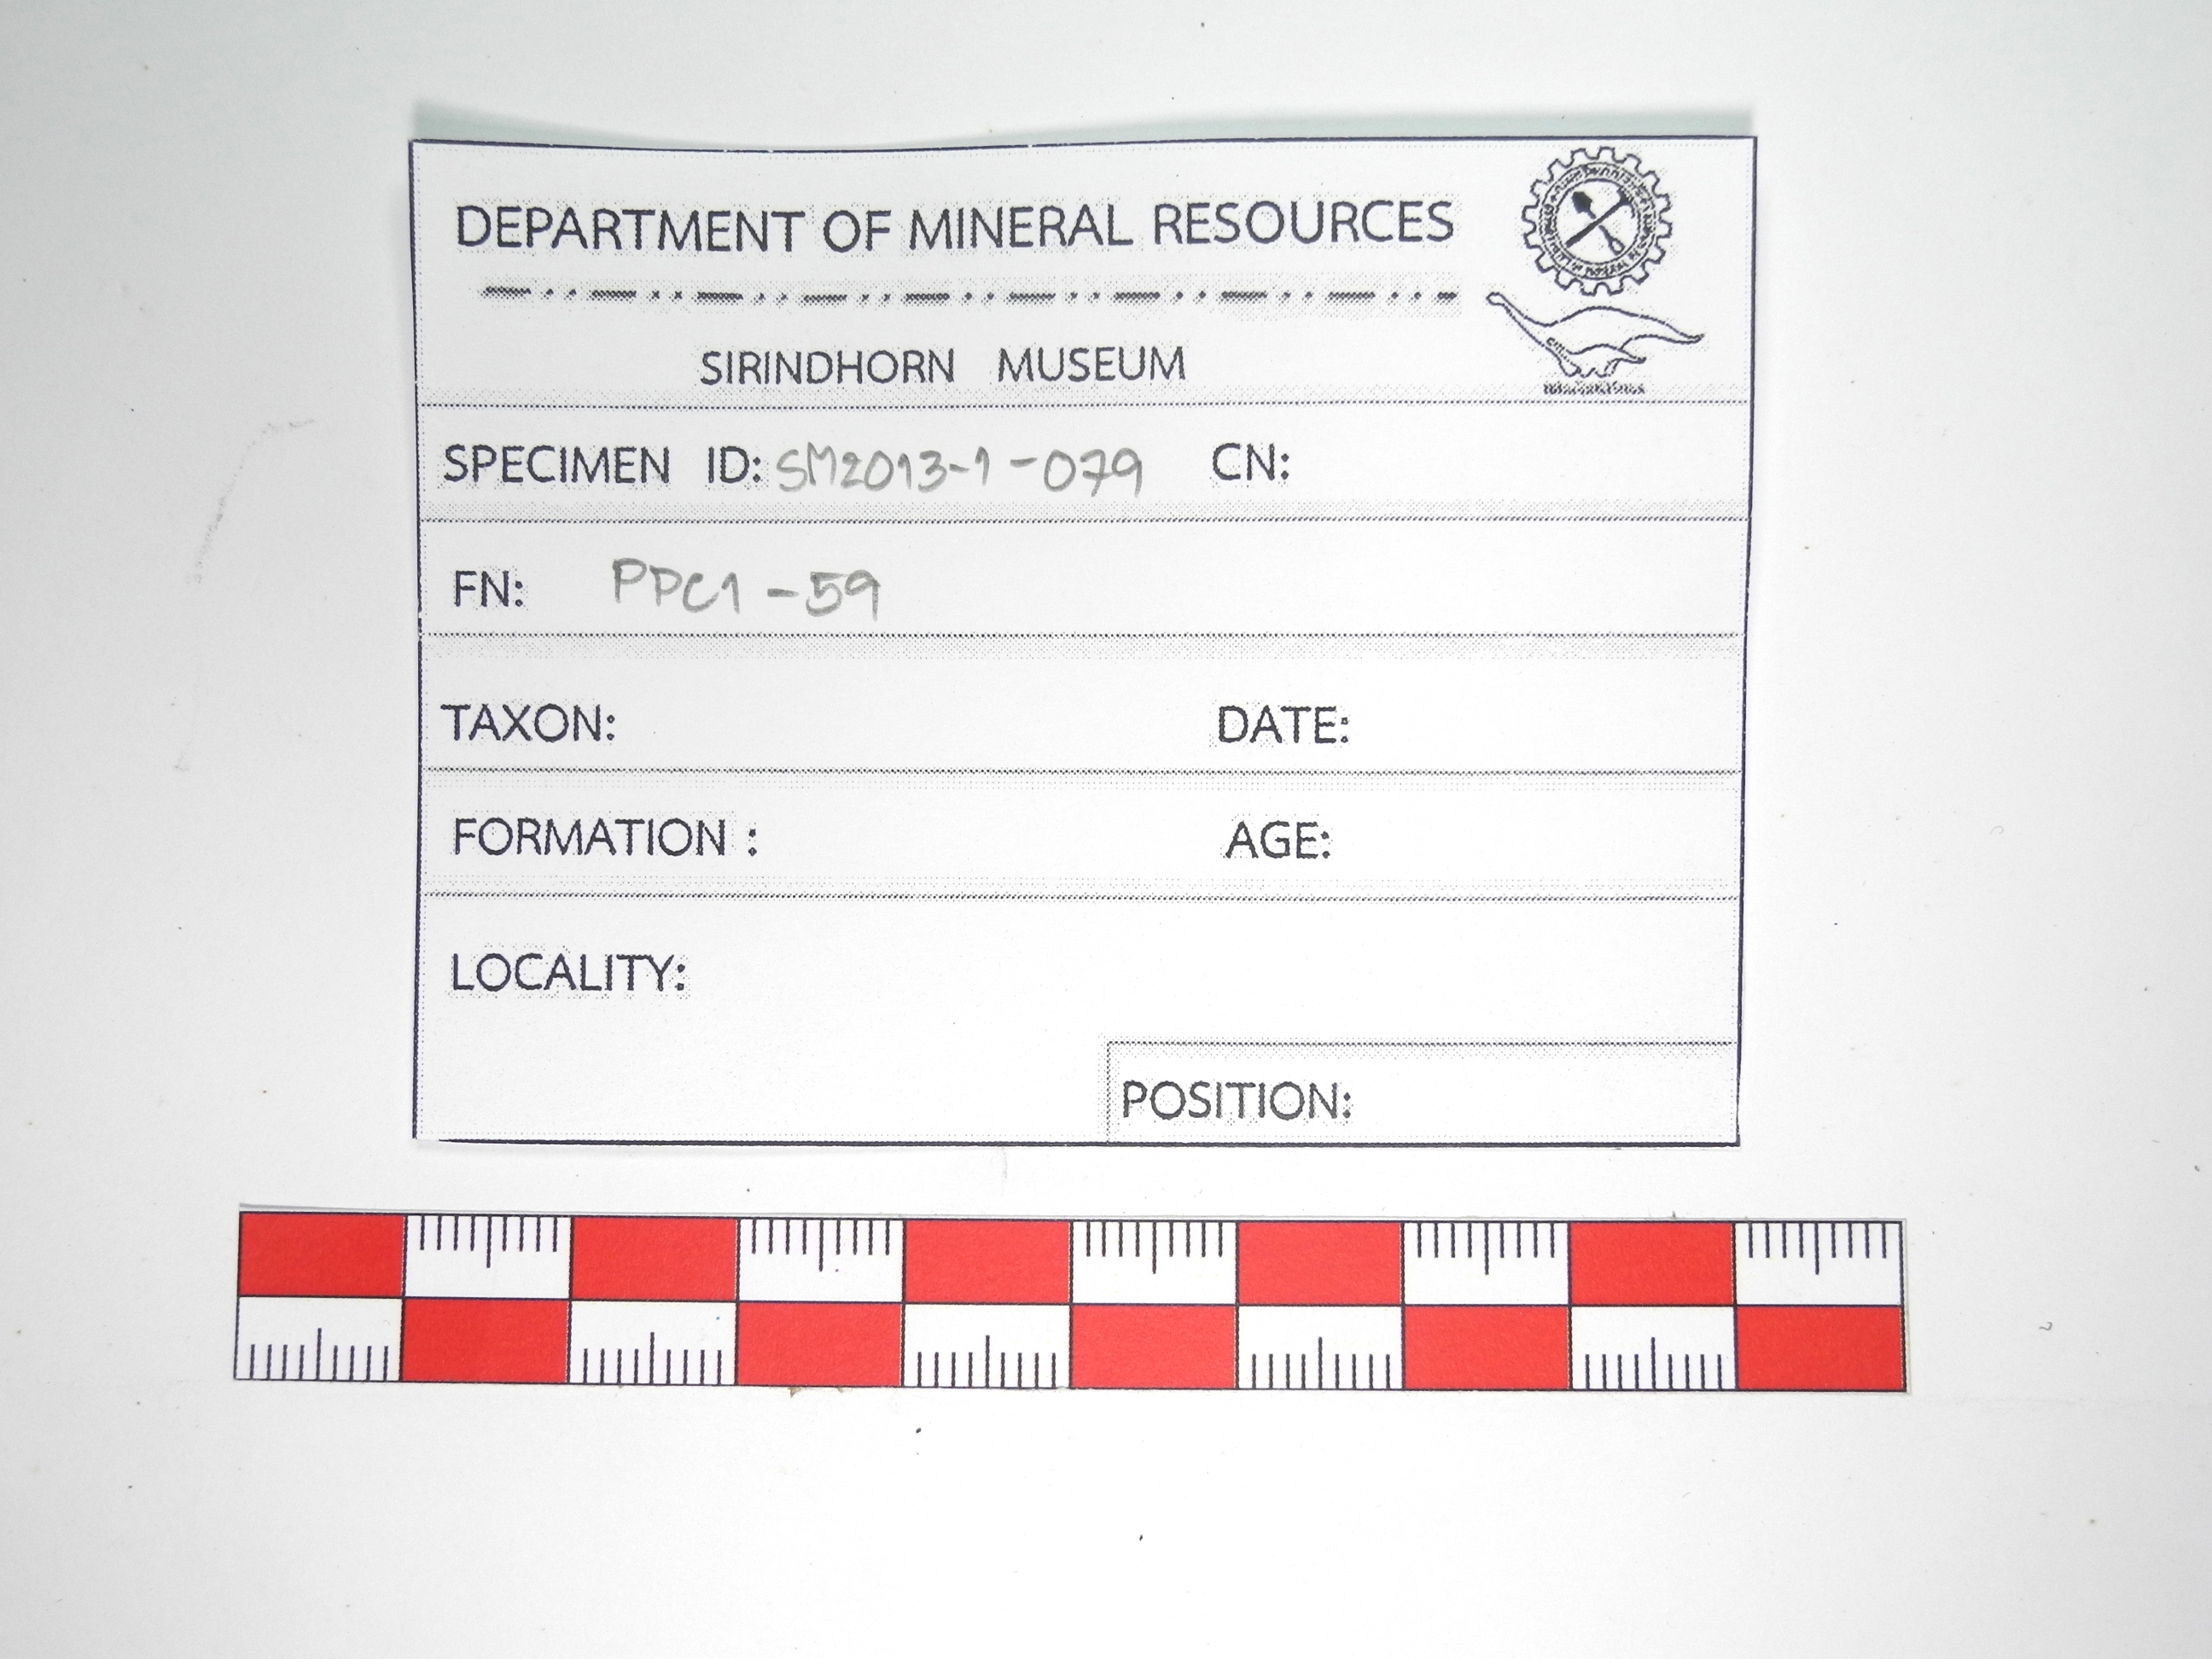 DEPARTMENT OF MINERAL RESOURCES
SIRINDHORN MUSEUM
SPECIMEN ID: SM2013-1-079 CN:
FN: PPC1-59
TAXON: DATE:
FORMATION : AGE:
LOCALITY:
POSITION: